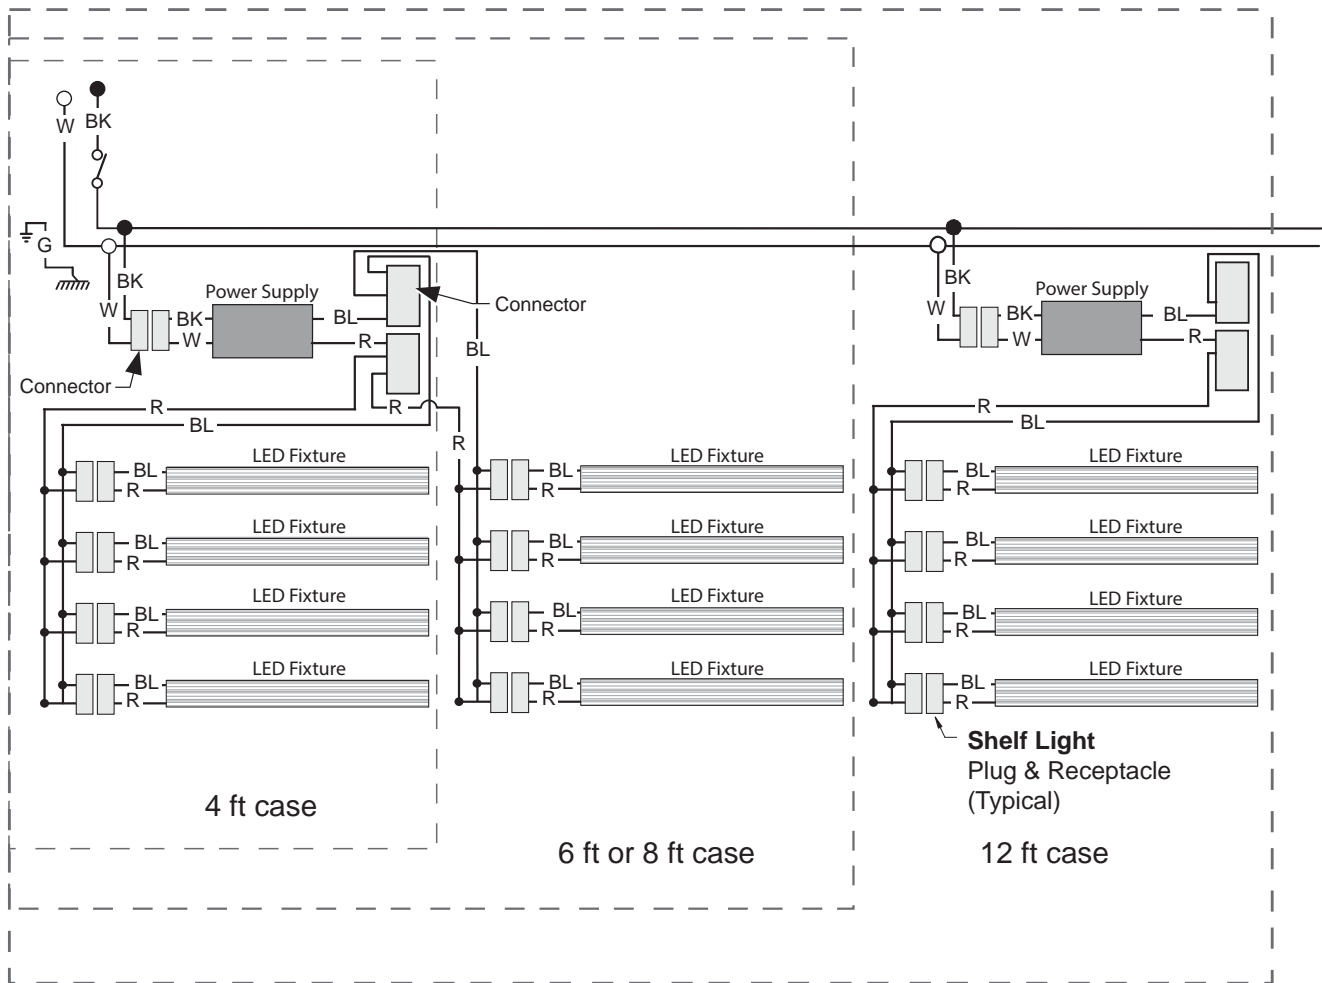 W
BK
G
BK
W
Power Supply
BK
W
BL
R
Connector
Connector
BL
R
BL
R
R
BK
W
Power Supply
BK
W
BL
R
R
BL
LED Fixture
BL
R
LED Fixture
BL
R
LED Fixture
BL
R
LED Fixture
BL
R
LED Fixture
BL
R
LED Fixture
BL
R
LED Fixture
BL
R
LED Fixture
BL
R
LED Fixture
BL
R
LED Fixture
BL
R
LED Fixture
BL
R
LED Fixture
BL
R
Shelf Light
Plug & Receptacle
(Typical)
4 ft case
6 ft or 8 ft case
12 ft case